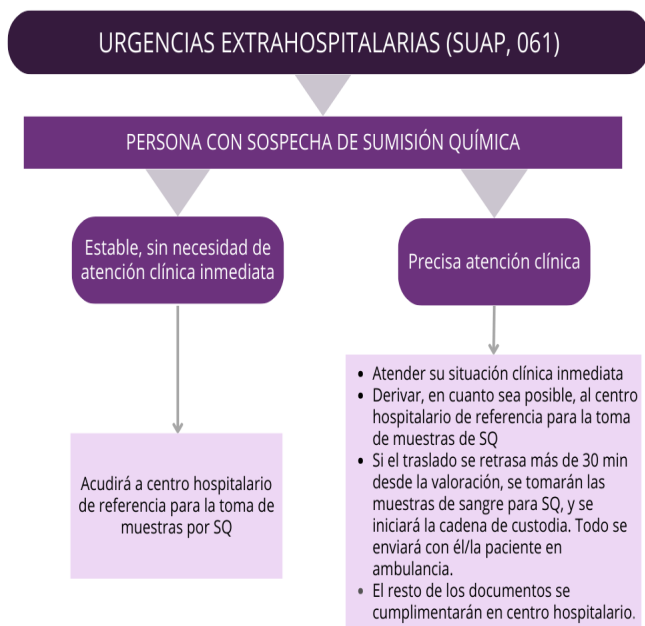 URGENCIAS EXTRAHOSPITALARIAS (SUAP, 061)
PERSONA CON SOSPECHA DE SUMISIÓN QUÍMICA
Estable, sin necesidad de
atención clínica inmediata
Precisa atención clínica
Acudirá a centro hospitalario
de referencia para la toma de
muestras por SQ
• Atender su situación clínica inmediata
• Derivar, en cuanto sea posible, al centro
hospitalario de referencia para la toma
de muestras de SQ
• Si el traslado se retrasa más de 30 min
desde la valoración, se tomarán las
muestras de sangre para SQ, y se
iniciará la cadena de custodia. Todo se
enviará con él/la paciente en
ambulancia.
• El resto de los documentos se
cumplimentarán en centro hospitalario.